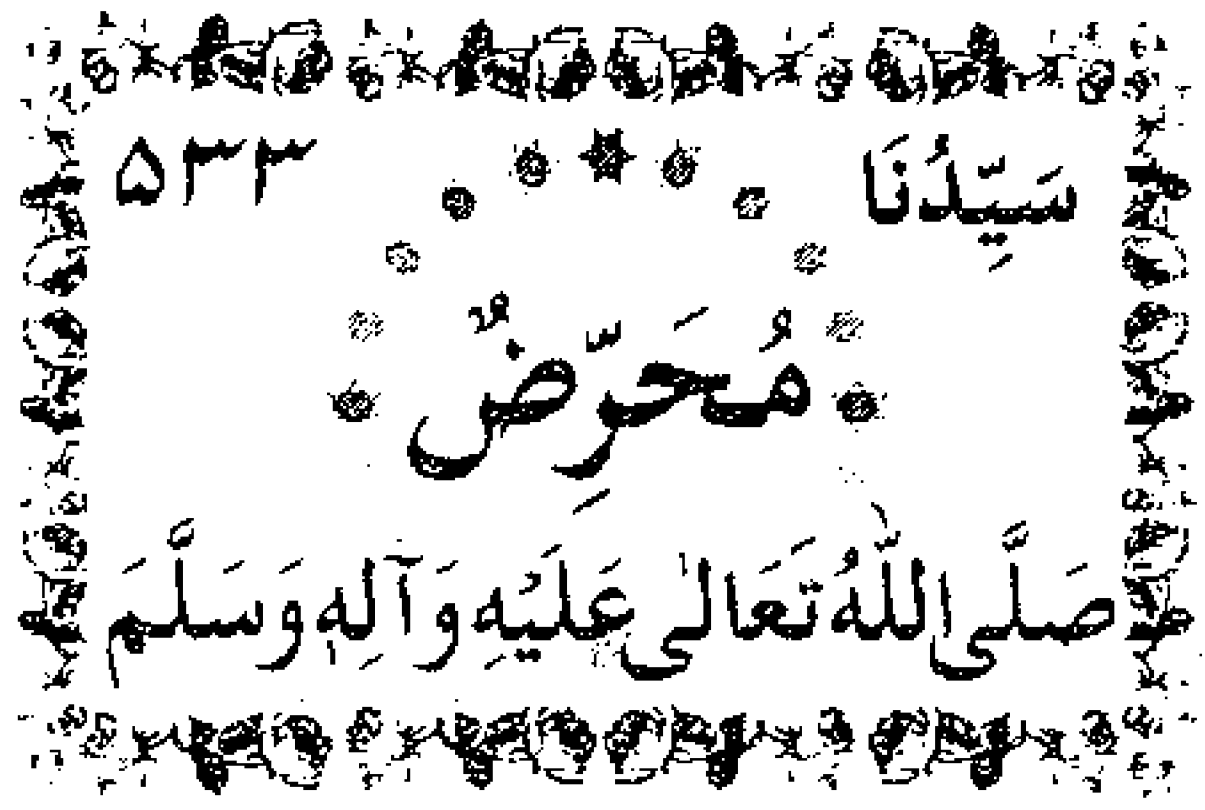 سَيِّدُنَا ۵۳۳
مُحَرِّضٌ
صَلَّى اللّٰهُ تَعَالٰى عَلَيْهِ وَآلِهٖ وَسَلَّمَ